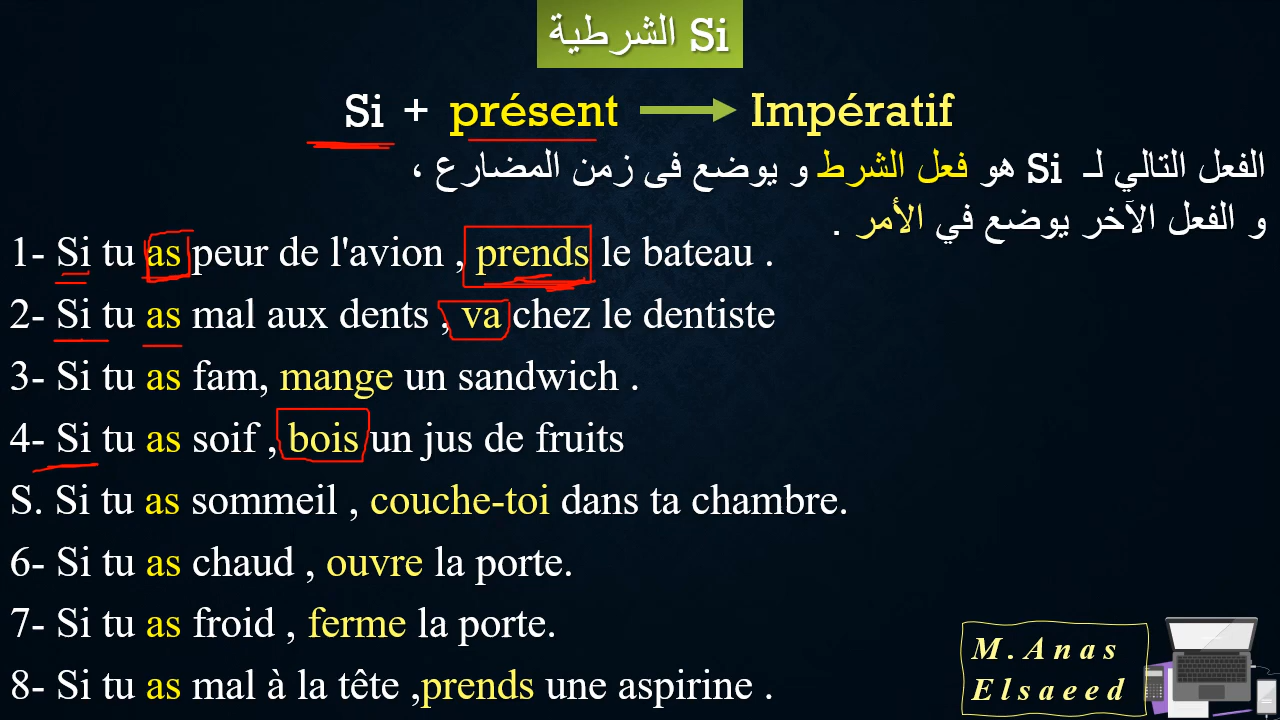 Si الشرطية
Si + présent Impératif
الفعل التالي لـ Si هو فعل الشرط و يوضع فى زمن المضارع ،
و الفعل الآخر يوضع في الأمر .
1- Si tu as peur de l'avion , prends le bateau .
2- Si tu as mal aux dents , va chez le dentiste
3- Si tu as fam, mange un sandwich .
4- Si tu as soif , bois un jus de fruits
S. Si tu as sommeil , couche-toi dans ta chambre.
6- Si tu as chaud , ouvre la porte.
7- Si tu as froid , ferme la porte.
8- Si tu as mal à la tête ,prends une aspirine .
M.Anas
Elsaeed